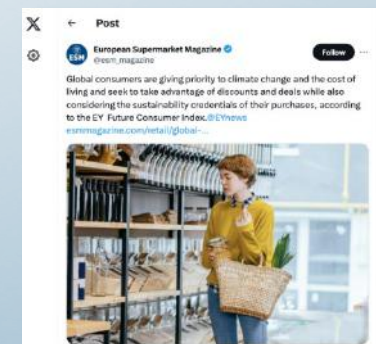 X
← Post
ESM
European Supermarket Magazine
@esm_magazine
Follow ...
Global consumers are giving priority to climate change and the cost of
living and seek to take advantage of discounts and deals while also
considering the sustainability credentials of their purchases, according
to the EY Future Consumer Index.@EYnews
esmmagazine.com/retail/global-...